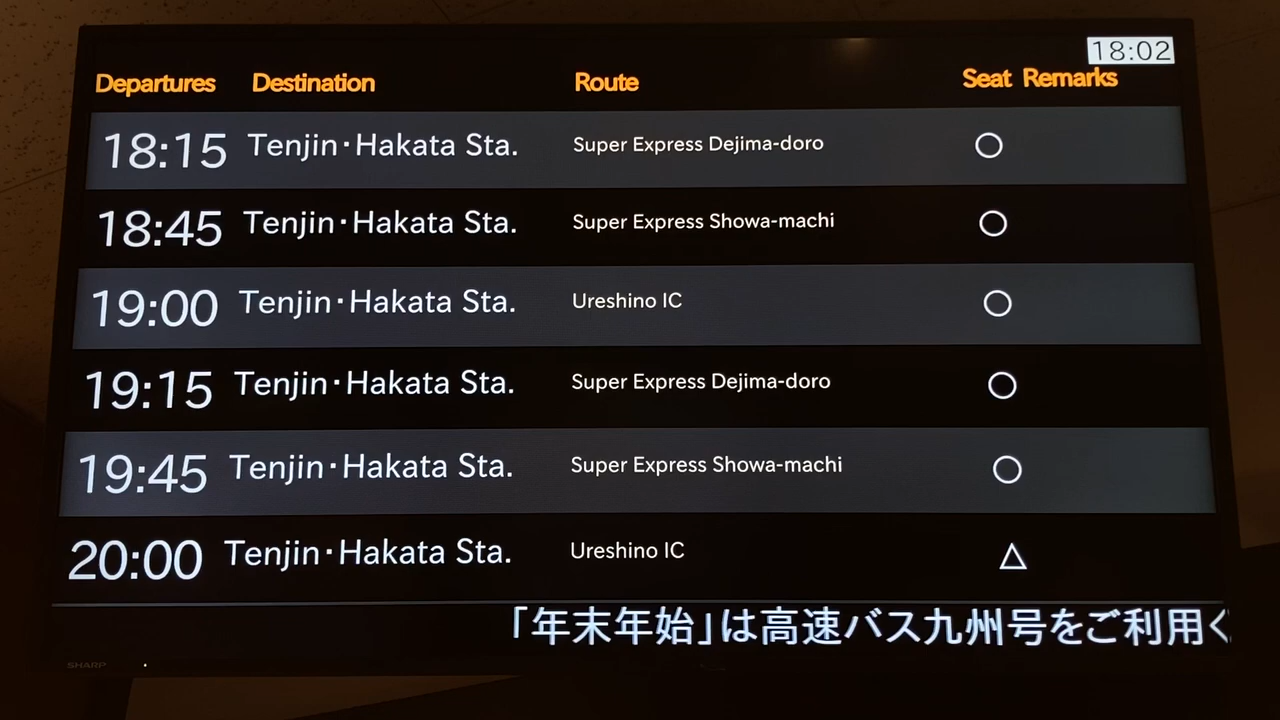 18:02
Departures Destination Route Seat Remarks
18:15 Tenjin・Hakata Sta. Super Express Dejima-doro ○
18:45 Tenjin・Hakata Sta. Super Express Showa-machi ○
19:00 Tenjin・Hakata Sta. Ureshino IC ○
19:15 Tenjin・Hakata Sta. Super Express Dejima-doro ○
19:45 Tenjin・Hakata Sta. Super Express Showa-machi ○
20:00 Tenjin・Hakata Sta. Ureshino IC △
「年末年始」は高速バス九州号をご利用く
SHARP